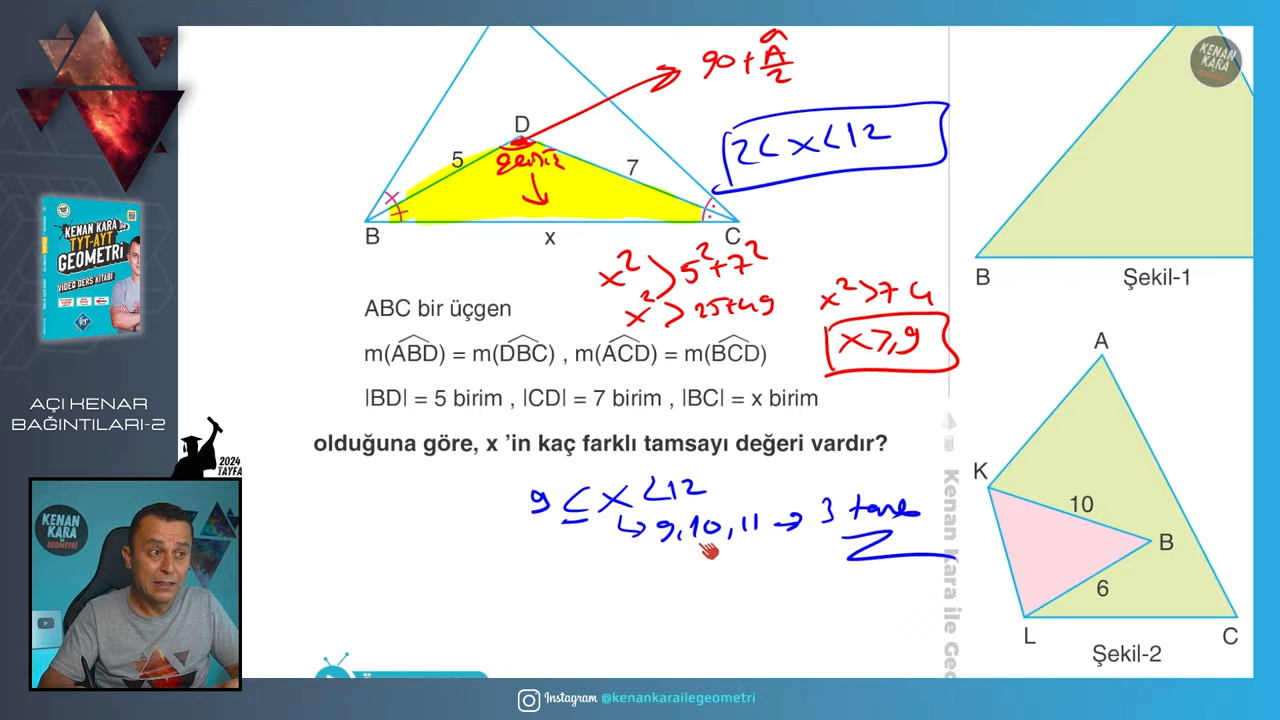 KENAN KARA
TYT-AYT
GEOMETRİ
VİDEO DERS KİTABI
AÇI KENAR
BAĞINTILARI-2
2024
TAYFA
KENAN
KARA
GEOMETRİ
D
5
7
B
x
C
geniş
90 + Â/2
2 < x < 12
x² > 5² + 7²
x² > 25 + 49
x² > 74
x ≥ 9
ABC bir üçgen
m(ABD) = m(DBC) , m(ACD) = m(BCD)
|BD| = 5 birim , |CD| = 7 birim , |BC| = x birim
olduğuna göre, x ’in kaç farklı tamsayı değeri vardır?
9 ≤ x < 12
↳ 9, 10, 11 → 3 tane
KENAN
KARA
GEOMETRİ
B
Şekil-1
A
K
10
B
6
L
C
Şekil-2
Kenan Kara ile Geo
Instagram @kenankarailegeometri